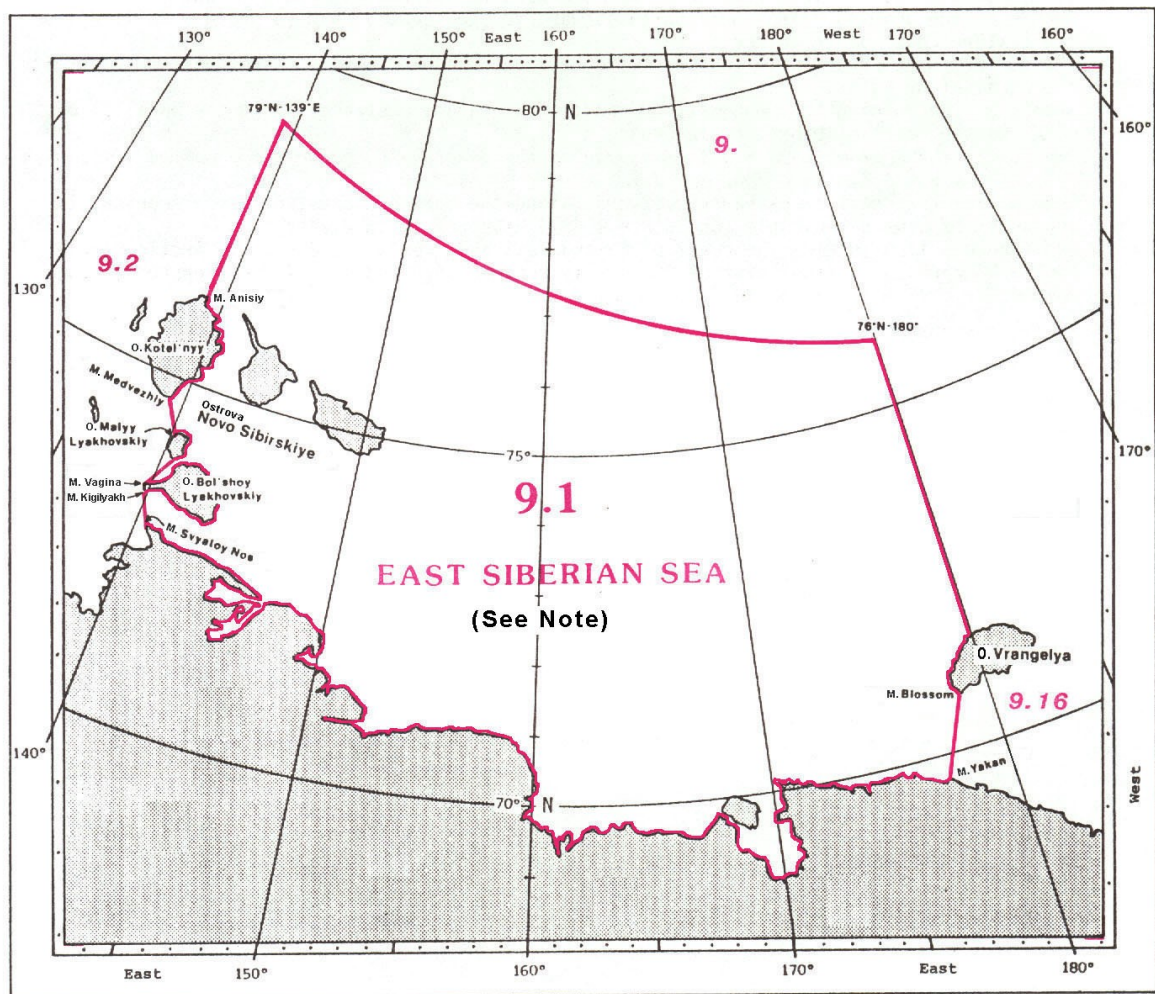 130°
140°
150°
East
160°
170°
West
180°
170°
160°
79°N-139°E
80° N
9.
160°
9.2
130°
M. Anisiy
76°N-180°
O. Kotel'nyy
M. Medvezhiy
Ostrova
Novo Sibirskiye
O. Malyy
Lyakhovskiy
75°
170°
M. Vagina
M. Kigilyakh
O. Bol'shoy
Lyakhovskiy
9.1
M. Svyatoy Nos
EAST SIBERIAN SEA
(See Note)
O. Vrangelya
M. Blossom
9.16
140°
M. Yakan
West
70° N
East
150°
160°
170°
East
180°